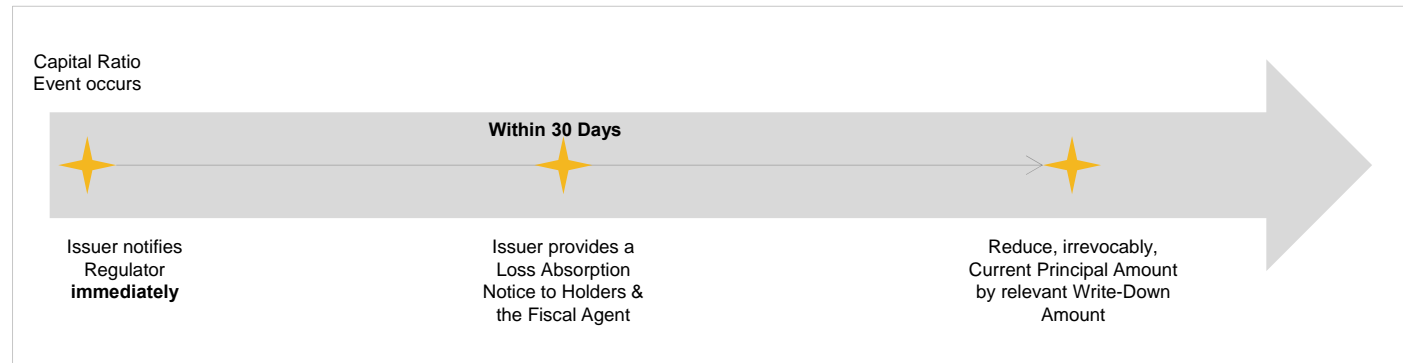 Capital Ratio
Event occurs
Within 30 Days
Issuer notifies
Regulator
immediately
Issuer provides a
Loss Absorption
Notice to Holders &
the Fiscal Agent
Reduce, irrevocably,
Current Principal Amount
by relevant Write-Down
Amount